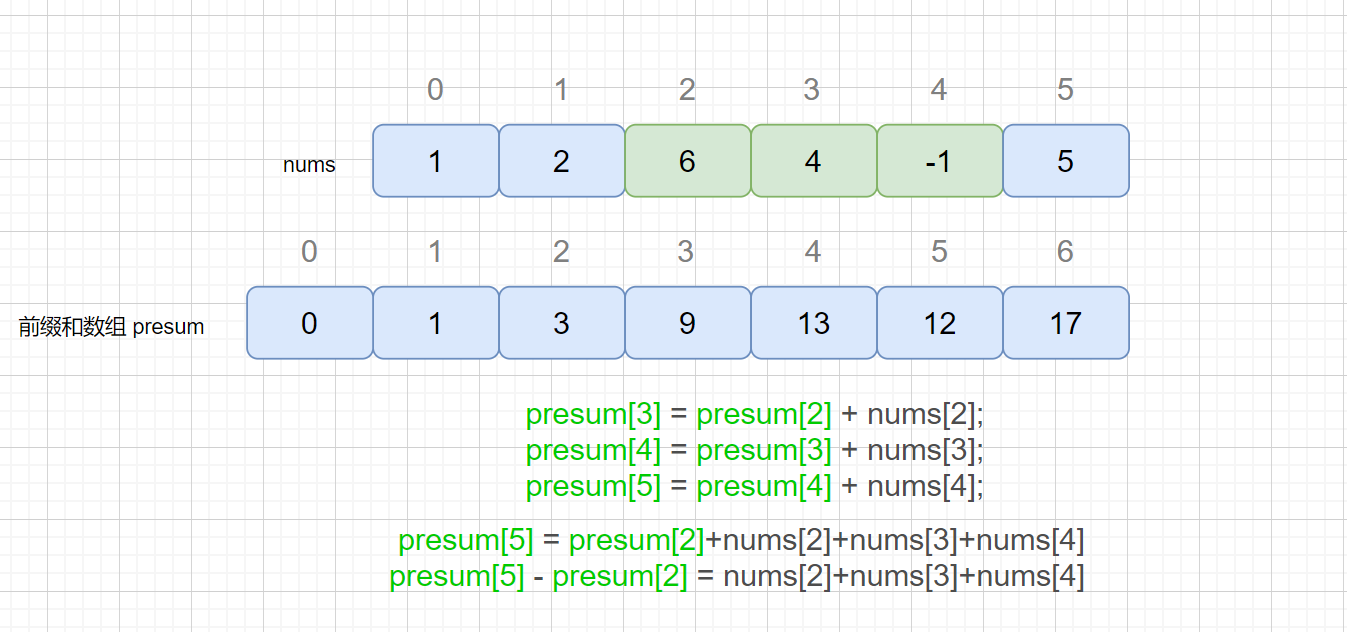 0 1 2 3 4 5
nums 1 2 6 4 -1 5
0 1 2 3 4 5 6
前缀和数组 presum 0 1 3 9 13 12 17
presum[3] = presum[2] + nums[2];
presum[4] = presum[3] + nums[3];
presum[5] = presum[4] + nums[4];
presum[5] = presum[2]+nums[2]+nums[3]+nums[4]
presum[5] - presum[2] = nums[2]+nums[3]+nums[4]